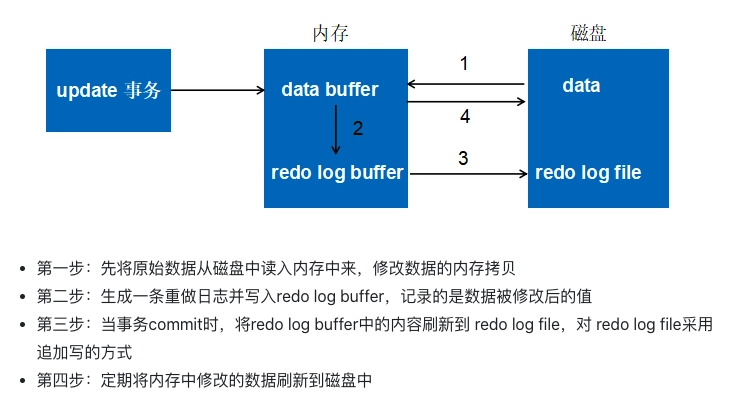 内存
磁盘
update 事务
data buffer
1
data
4
2
redo log buffer
3
redo log file
第一步：先将原始数据从磁盘中读入内存中来，修改数据的内存拷贝
第二步：生成一条重做日志并写入redo log buffer，记录的是数据被修改后的值
第三步：当事务commit时，将redo log buffer中的内容刷新到 redo log file，对 redo log file采用
追加写的方式
第四步：定期将内存中修改的数据刷新到磁盘中